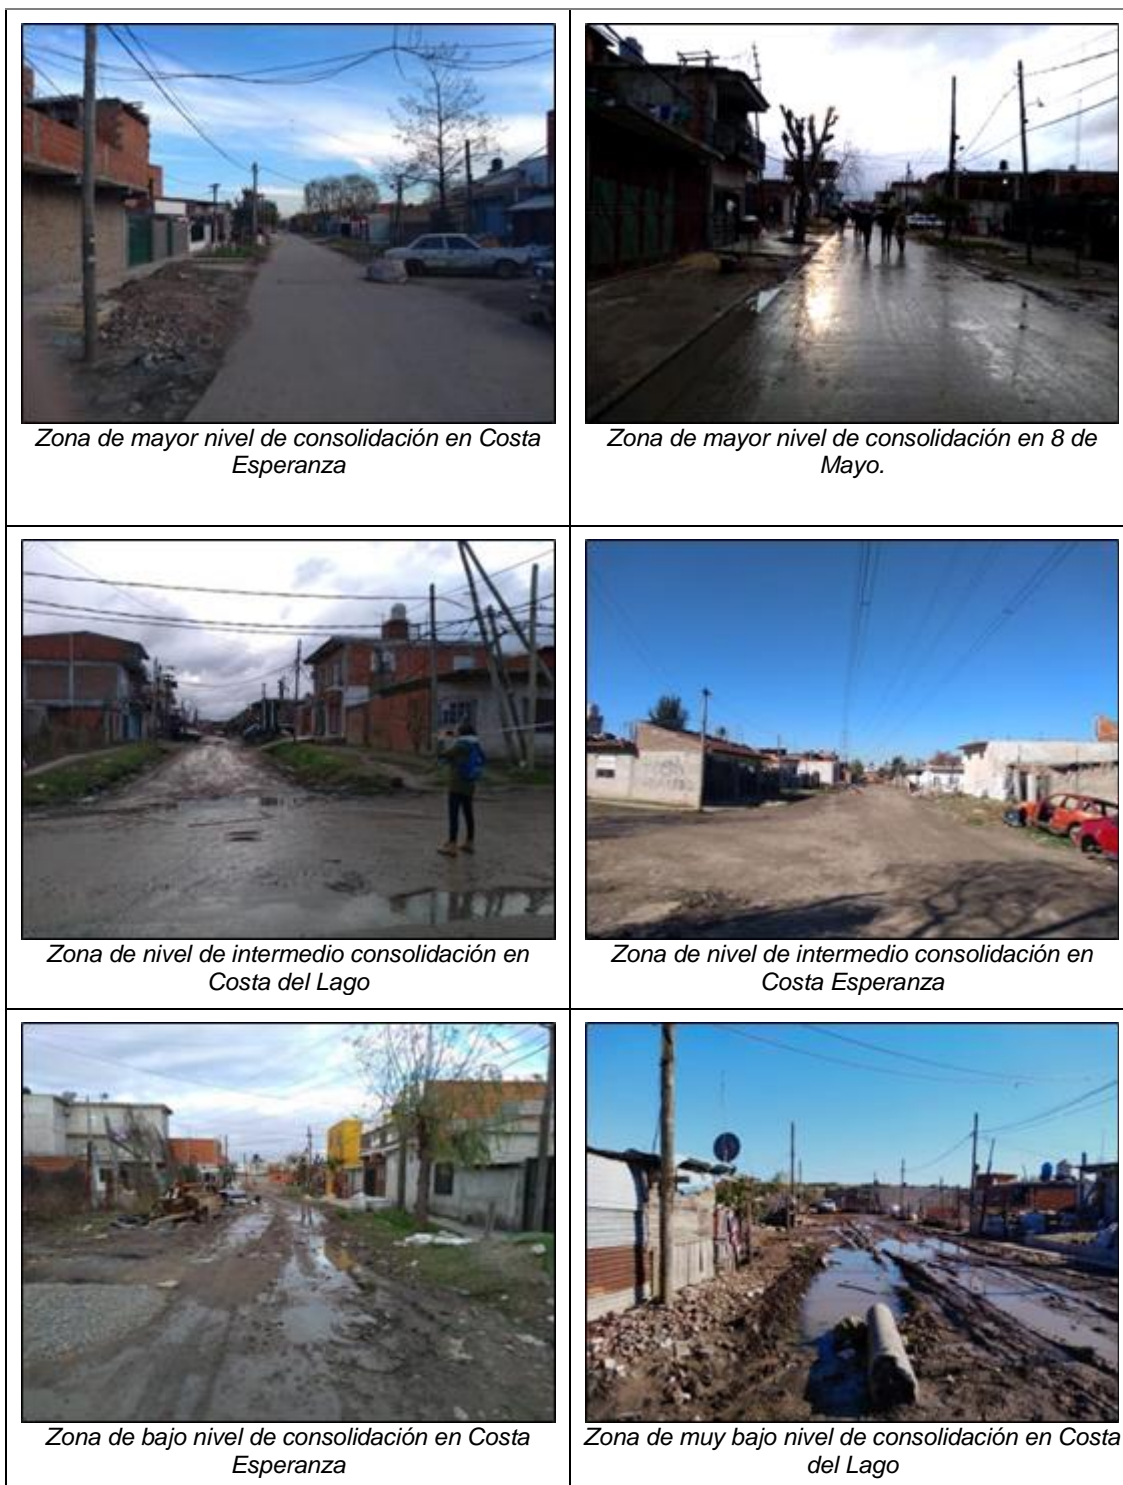 Zona de mayor nivel de consolidación en Costa
Esperanza
Zona de mayor nivel de consolidación en 8 de
Mayo.
Zona de nivel de intermedio consolidación en
Costa del Lago
Zona de nivel de intermedio consolidación en
Costa Esperanza
Zona de bajo nivel de consolidación en Costa
Esperanza
Zona de muy bajo nivel de consolidación en Costa
del Lago